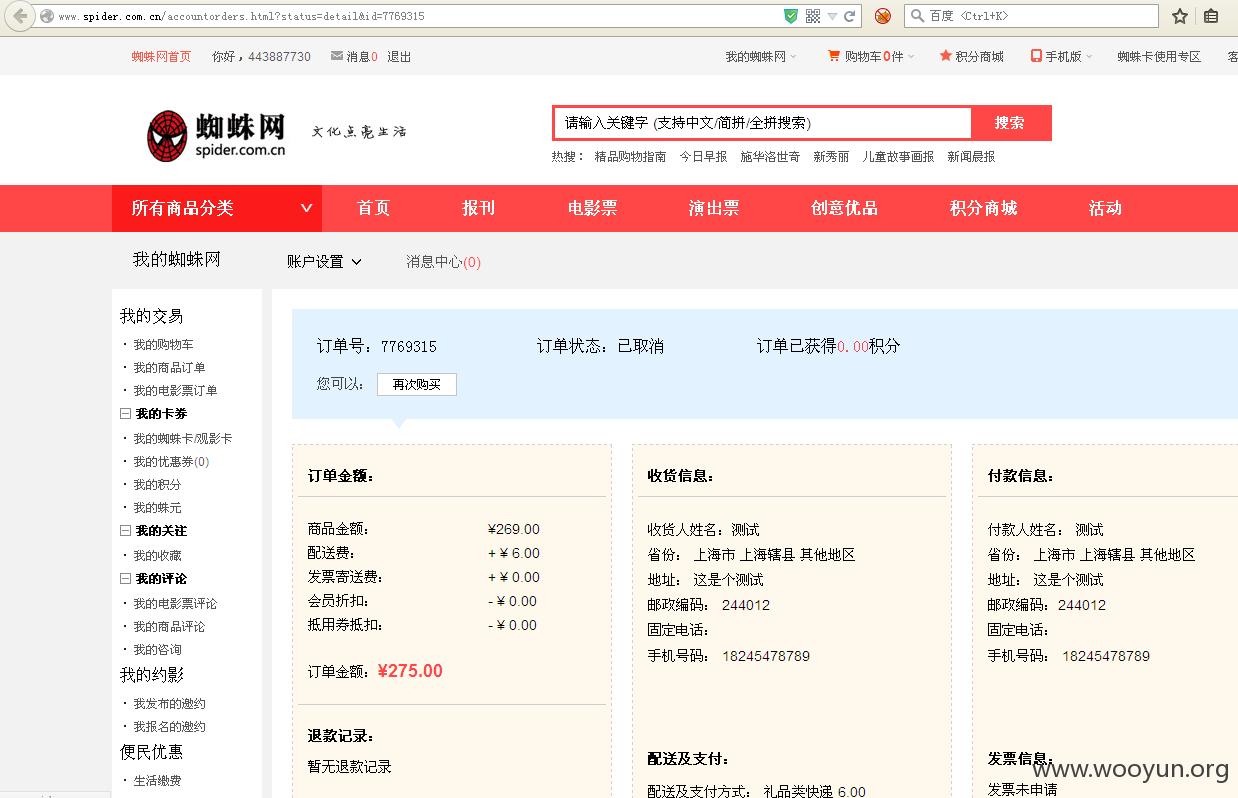 www.spider.com.cn/accountorders.html?status=detail&id=7769315
百度 <Ctrl+K>
蜘蛛网首页 你好，443887730 消息0 退出 我的蜘蛛网 购物车0件 积分商城 手机版 蜘蛛卡使用专区 客
蜘蛛网
spider.com.cn
文化点亮生活
请输入关键字 (支持中文/简拼/全拼搜索) 搜索
热搜： 精品购物指南 今日早报 施华洛世奇 新秀丽 儿童故事画报 新闻晨报
所有商品分类 首页 报刊 电影票 演出票 创意优品 积分商城 活动
我的蜘蛛网 账户设置 消息中心(0)
我的交易
· 我的购物车
· 我的商品订单
· 我的电影票订单
我的卡券
· 我的蜘蛛卡/观影卡
· 我的优惠券(0)
· 我的积分
· 我的蛛元
我的关注
· 我的收藏
我的评论
· 我的电影票评论
· 我的商品评论
· 我的咨询
我的约影
· 我发布的邀约
· 我报名的邀约
便民优惠
· 生活缴费
订单号：7769315 订单状态：已取消 订单已获得0.00积分
您可以： 再次购买
订单金额：
商品金额： ¥269.00
配送费： + ¥ 6.00
发票寄送费： + ¥ 0.00
会员折扣： - ¥ 0.00
抵用券抵扣： - ¥ 0.00
订单金额：¥275.00
退款记录：
暂无退款记录
收货信息：
收货人姓名：测试
省份： 上海市 上海辖县 其他地区
地址： 这是个测试
邮政编码： 244012
固定电话：
手机号码： 18245478789
配送及支付：
配送及支付方式： 礼品类快递 6.00
付款信息：
付款人姓名： 测试
省份： 上海市 上海辖县 其他地区
地址： 这是个测试
邮政编码：244012
固定电话：
手机号码： 18245478789
发票信息：
发票未申请
www.wooyun.org